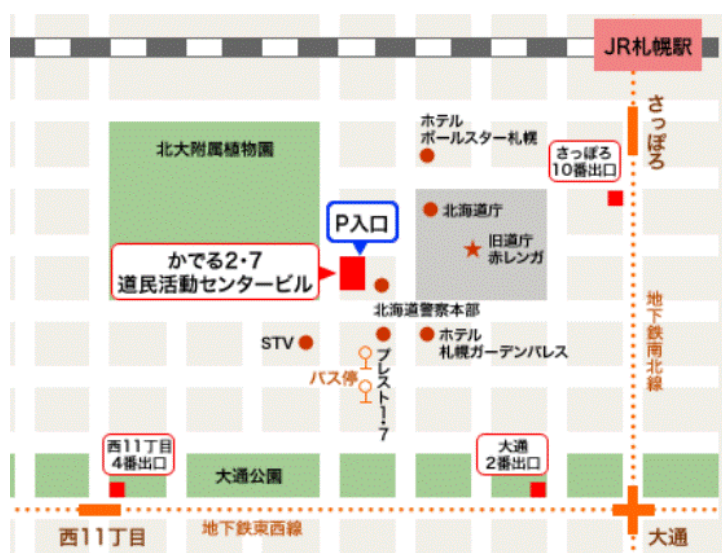 JR札幌駅
さっぽろ
ホテル
ポールスター札幌
北大附属植物園
さっぽろ
10番出口
P入口
北海道庁
旧道庁
赤レンガ
かでる2・7
道民活動センタービル
北海道警察本部
地下鉄南北線
STV
ホテル
札幌ガーデンパレス
プレスト1・7
バス停
西11丁目
4番出口
大通公園
大通
2番出口
地下鉄東西線
西11丁目
大通